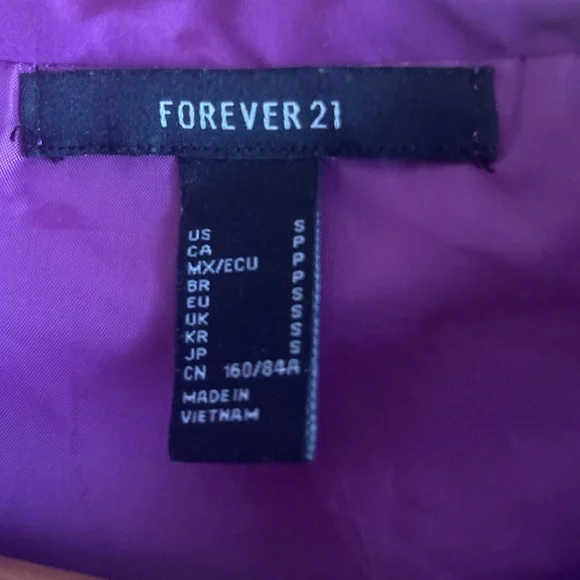 FOREVER 21
US S
CA P
MX/ECU P
BR P
EU S
UK S
KR S
JP S
CN 160/84A
MADE IN
VIETNAM